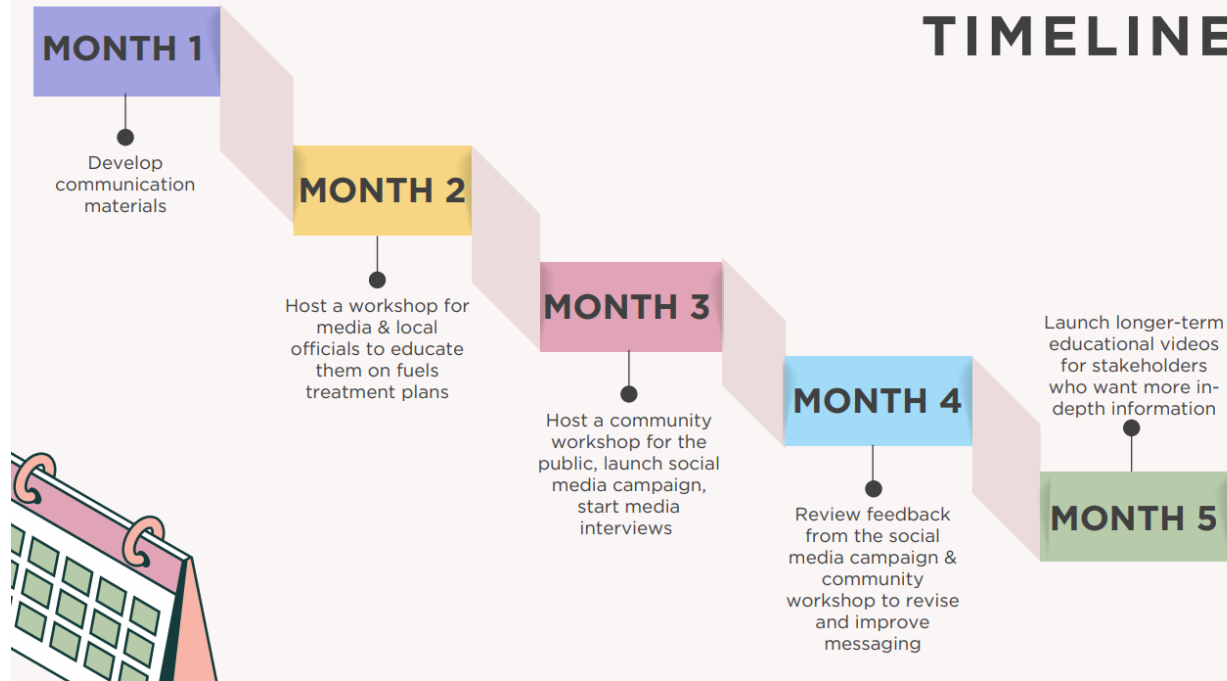 TIMELINE
MONTH 1
Develop
communication
materials
MONTH 2
Host a workshop for
media & local
officials to educate
them on fuels
treatment plans
MONTH 3
Host a community
workshop for the
public, launch social
media campaign,
start media
interviews
MONTH 4
Review feedback
from the social
media campaign &
community
workshop to revise
and improve
messaging
Launch longer-term
educational videos
for stakeholders
who want more in-
depth information
MONTH 5